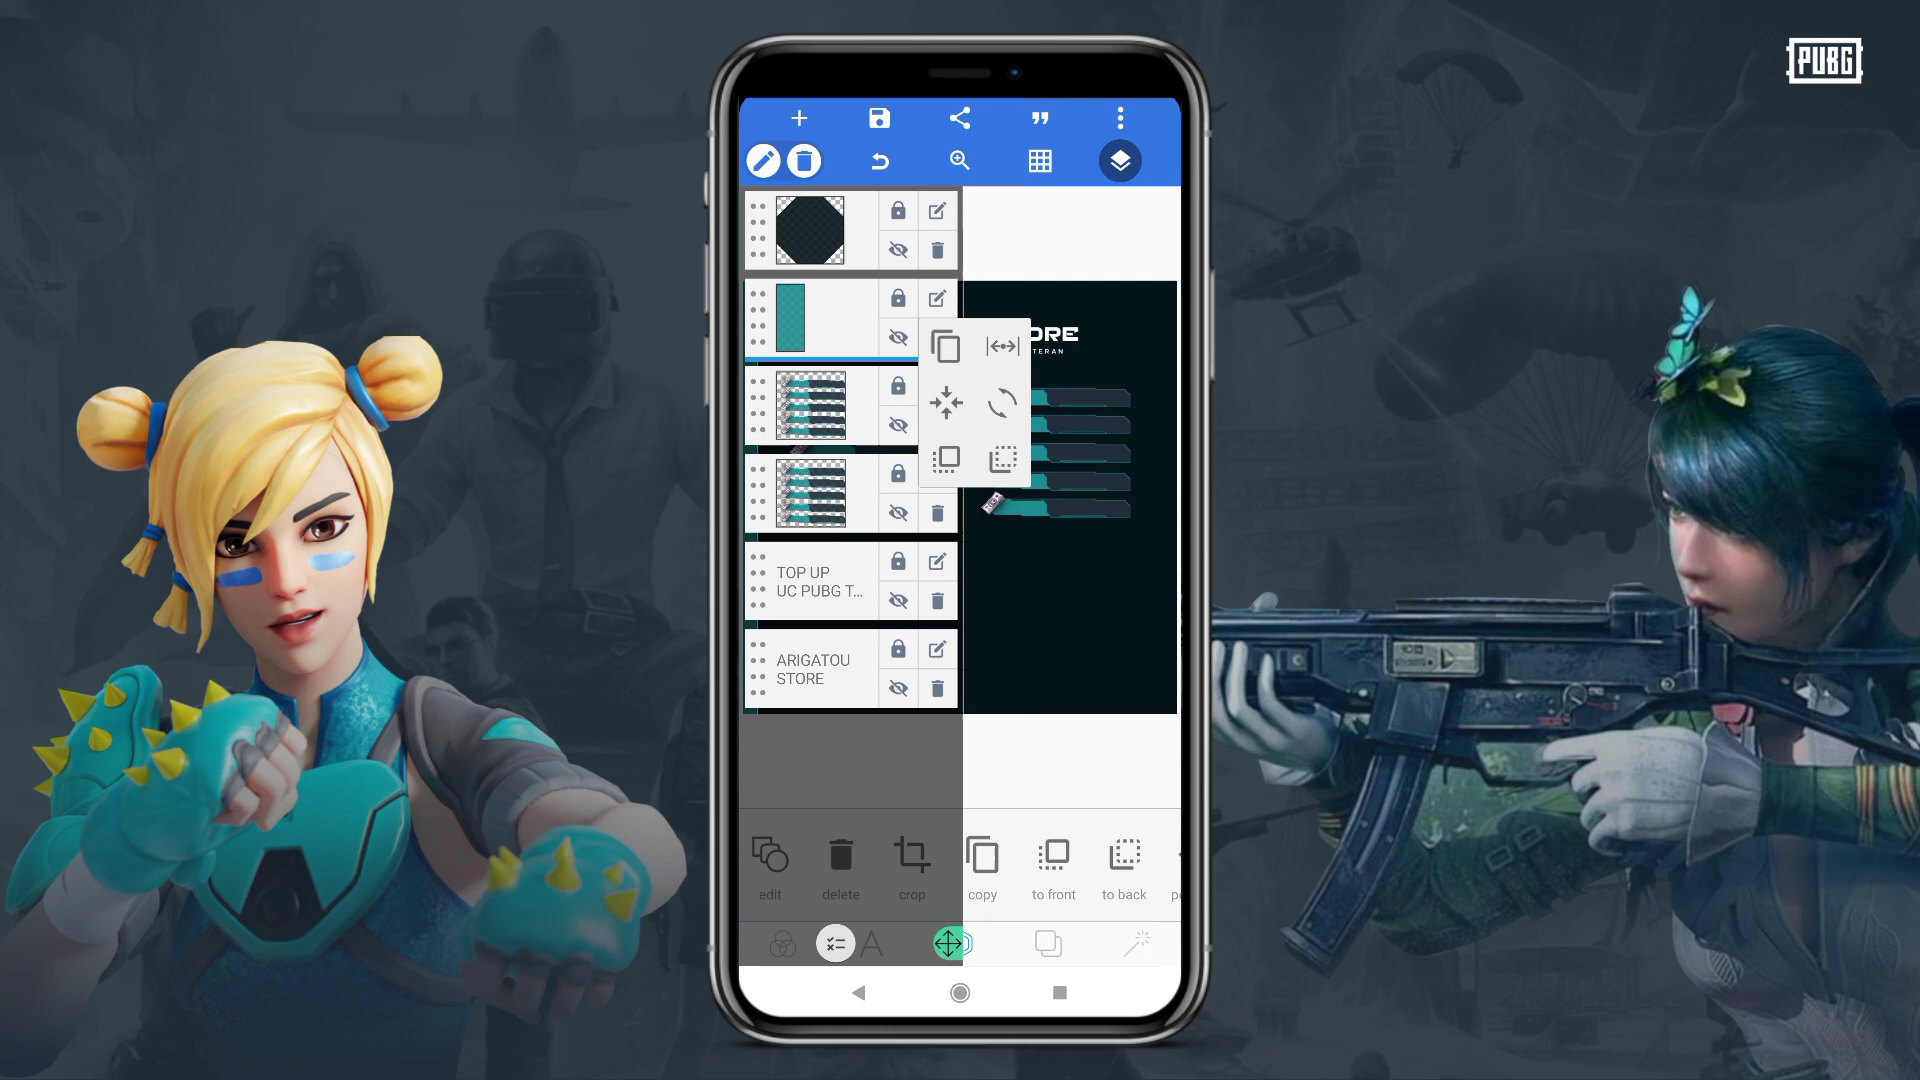 PUBG
ORE
TERAN
TOP UP
UC PUBG T...
ARIGATOU
STORE
edit
delete
crop
copy
to front
to back